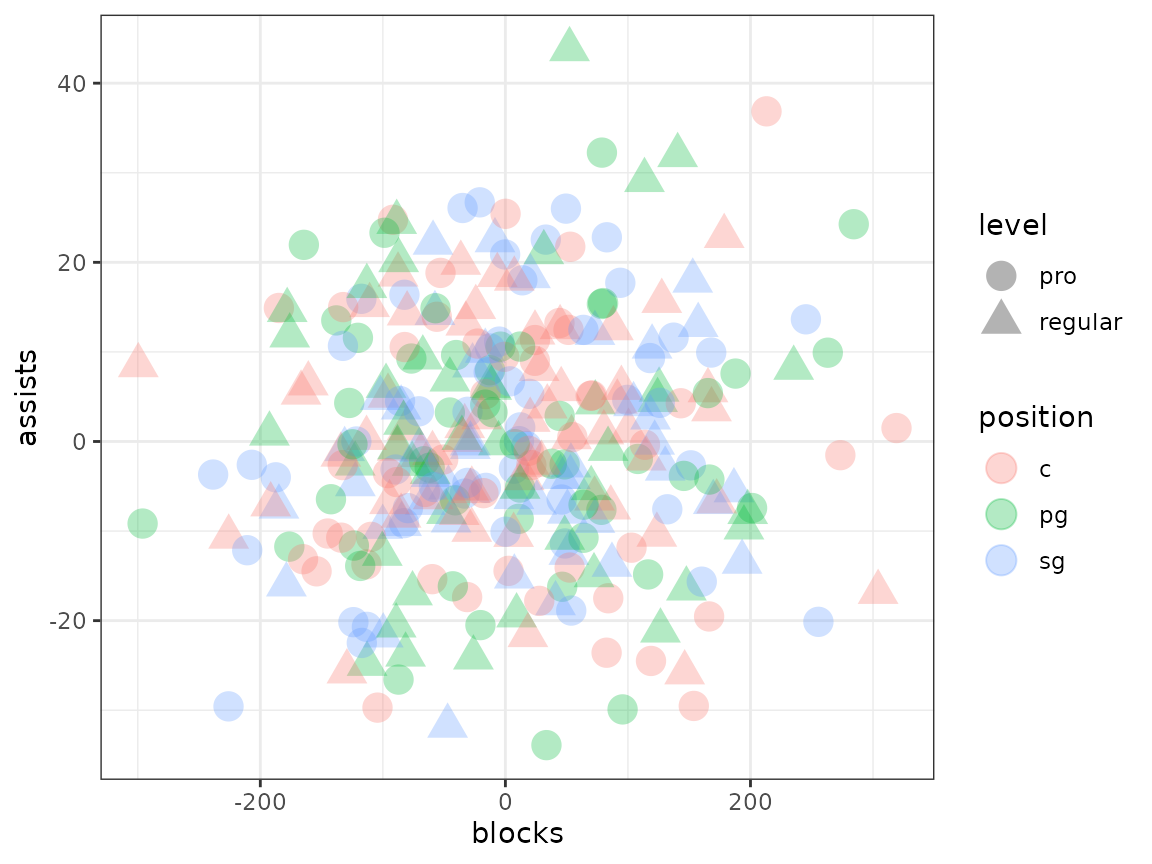 40
20
0
-20
assists
-200
0
200
blocks
level
pro
regular
position
c
pg
sg